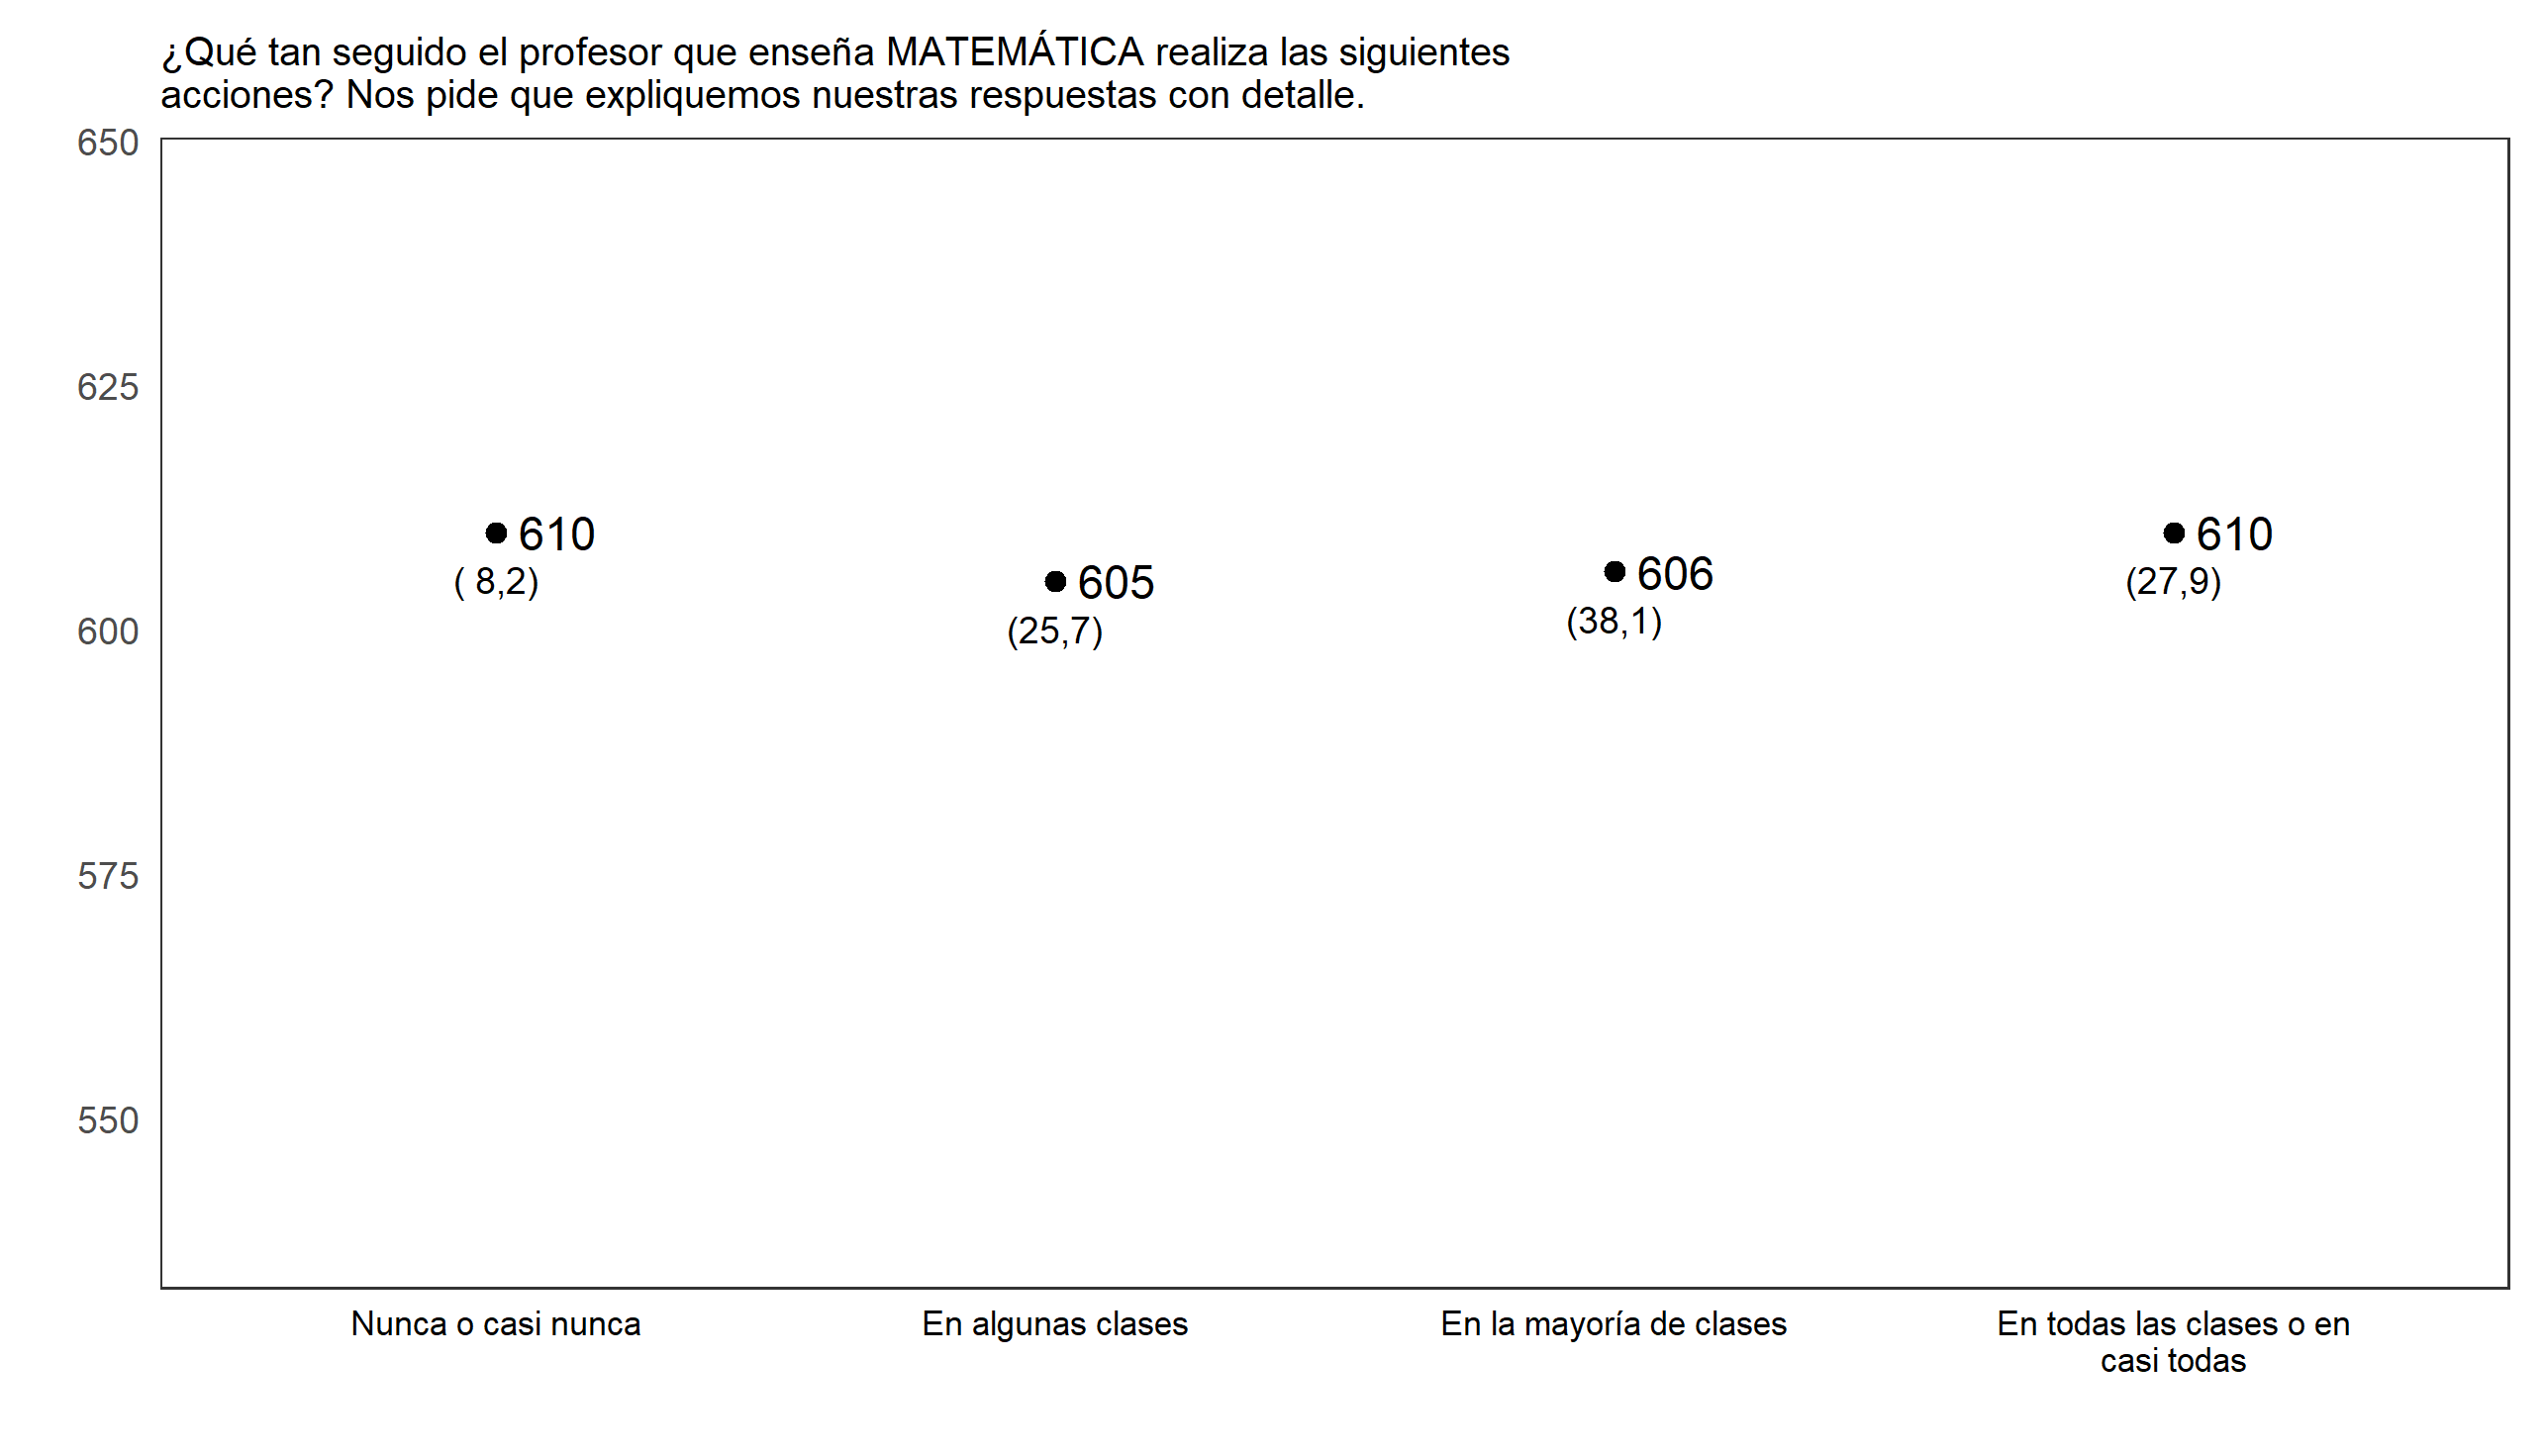 ¿Qué tan seguido el profesor que enseña MATEMÁTICA realiza las siguientes
acciones? Nos pide que expliquemos nuestras respuestas con detalle.
650
625
600
575
550
610
( 8,2)
605
(25,7)
606
(38,1)
610
(27,9)
Nunca o casi nunca
En algunas clases
En la mayoría de clases
En todas las clases o en
casi todas